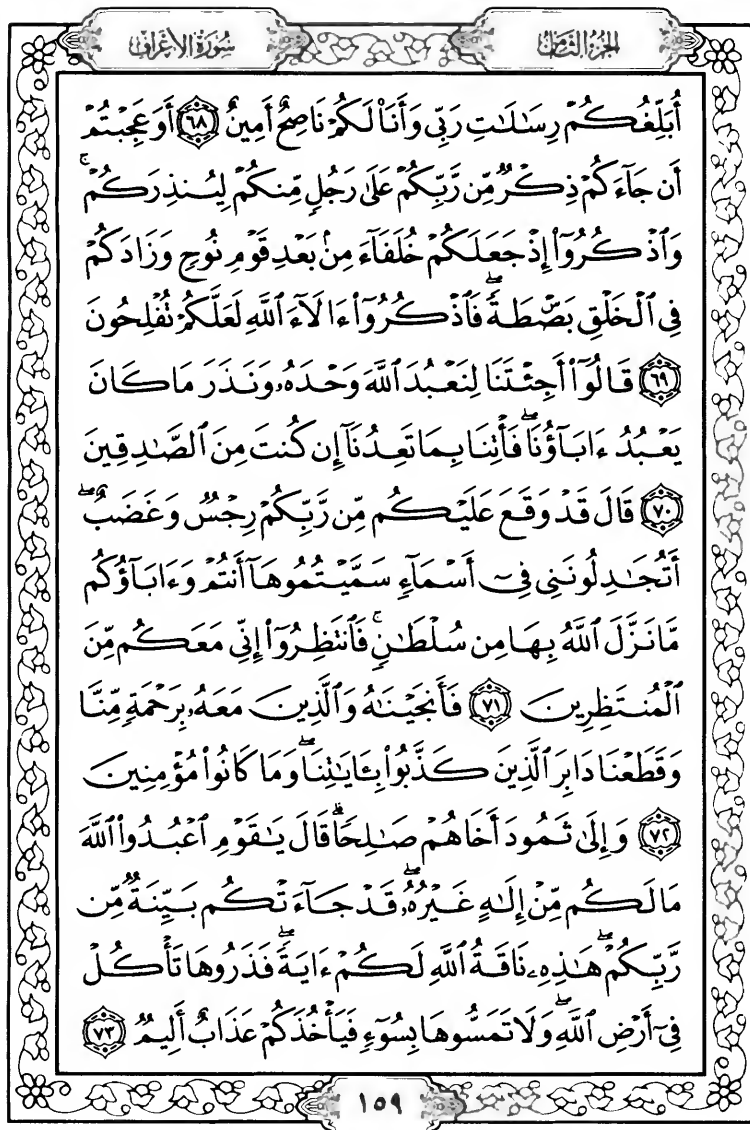 سُورَةُ الأَعْرَافِ
الجُزْءُ الثَّامِنُ
أُبَلِّغُكُمْ رِسَٰلَٰتِ رَبِّى وَأَنَا۠ لَكُمْ نَاصِحٌ أَمِينٌ ٦٨ أَوَعَجِبْتُمْ
أَن جَآءَكُمْ ذِكْرٌ مِّن رَّبِّكُمْ عَلَىٰ رَجُلٍ مِّنكُمْ لِيُنذِرَكُمْ ۚ
وَٱذْكُرُوٓا۟ إِذْ جَعَلَكُمْ خُلَفَآءَ مِنۢ بَعْدِ قَوْمِ نُوحٍ وَزَادَكُمْ
فِى ٱلْخَلْقِ بَصْۜطَةً ۖ فَٱذْكُرُوٓا۟ ءَالَآءَ ٱللَّهِ لَعَلَّكُمْ تُفْلِحُونَ
٦٩ قَالُوٓا۟ أَجِئْتَنَا لِنَعْبُدَ ٱللَّهَ وَحْدَهُۥ وَنَذَرَ مَا كَانَ
يَعْبُدُ ءَابَآؤُنَا ۖ فَأْتِنَا بِمَا تَعِدُنَآ إِن كُنتَ مِنَ ٱلصَّٰدِقِينَ
٧٠ قَالَ قَدْ وَقَعَ عَلَيْكُم مِّن رَّبِّكُمْ رِجْسٌ وَغَضَبٌ ۖ
أَتُجَٰدِلُونَنِى فِىٓ أَسْمَآءٍ سَمَّيْتُمُوهَآ أَنتُمْ وَءَابَآؤُكُم
مَّا نَزَّلَ ٱللَّهُ بِهَا مِن سُلْطَٰنٍ ۚ فَٱنتَظِرُوٓا۟ إِنِّى مَعَكُم مِّنَ
ٱلْمُنتَظِرِينَ ٧١ فَأَنجَيْنَٰهُ وَٱلَّذِينَ مَعَهُۥ بِرَحْمَةٍ مِّنَّا
وَقَطَعْنَا دَابِرَ ٱلَّذِينَ كَذَّبُوا۟ بِـَٔايَٰتِنَا ۖ وَمَا كَانُوا۟ مُؤْمِنِينَ
٧٢ وَإِلَىٰ ثَمُودَ أَخَاهُمْ صَٰلِحًا ۗ قَالَ يَٰقَوْمِ ٱعْبُدُوا۟ ٱللَّهَ
مَا لَكُم مِّنْ إِلَٰهٍ غَيْرُهُۥ ۖ قَدْ جَآءَتْكُم بَيِّنَةٌ مِّن
رَّبِّكُمْ ۖ هَٰذِهِۦ نَاقَةُ ٱللَّهِ لَكُمْ ءَايَةً ۖ فَذَرُوهَا تَأْكُلْ
فِىٓ أَرْضِ ٱللَّهِ ۖ وَلَا تَمَسُّوهَا بِسُوٓءٍ فَيَأْخُذَكُمْ عَذَابٌ أَلِيمٌ ٧٣
١٥٩